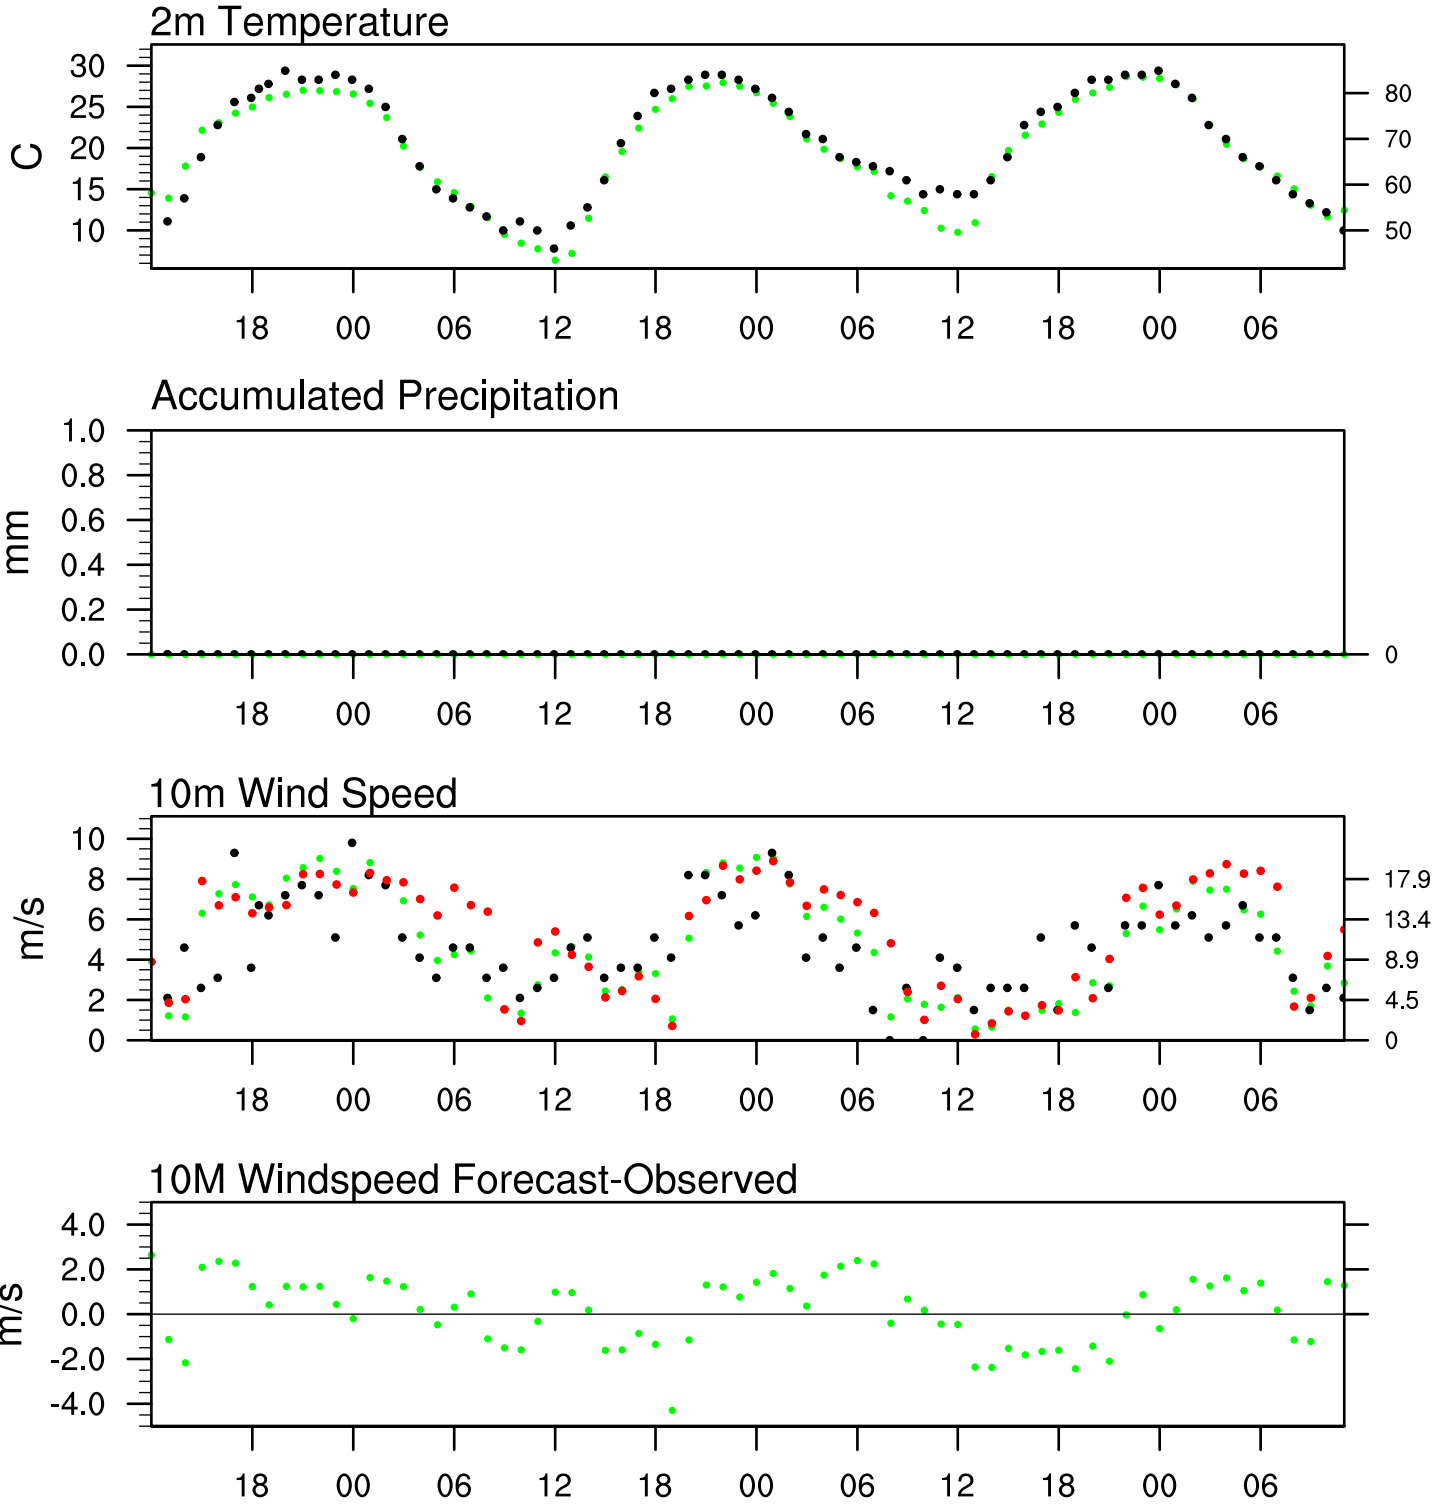 2m Temperature
30
25
20
15
10
C
80
70
60
50
18 00 06 12 18 00 06 12 18 00 06
Accumulated Precipitation
1.0
0.8
0.6
0.4
0.2
0.0
mm
0
18 00 06 12 18 00 06 12 18 00 06
10m Wind Speed
10
8
6
4
2
0
m/s
17.9
13.4
8.9
4.5
0
18 00 06 12 18 00 06 12 18 00 06
10M Windspeed Forecast-Observed
4.0
2.0
0.0
-2.0
-4.0
m/s
18 00 06 12 18 00 06 12 18 00 06